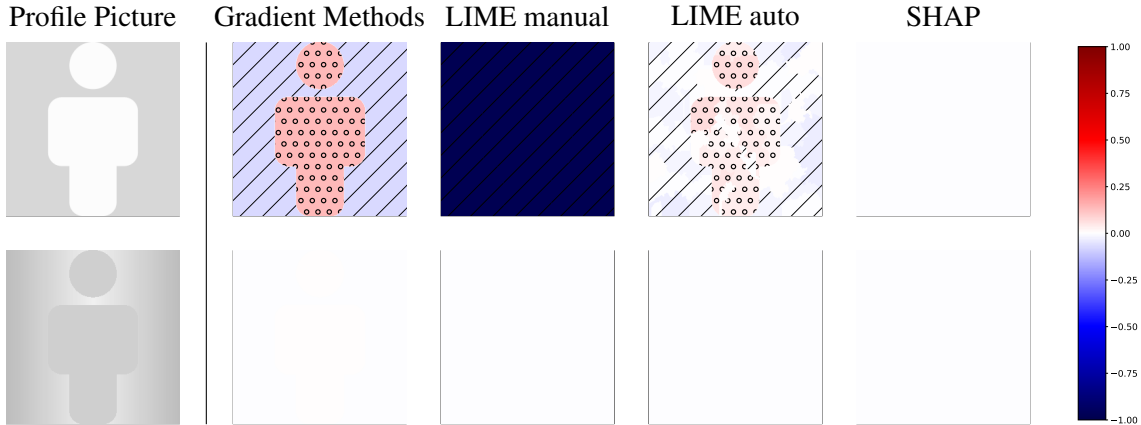 Profile Picture
Gradient Methods
LIME manual
LIME auto
SHAP
1.00
0.75
0.50
0.25
0.00
−0.25
−0.50
−0.75
−1.00